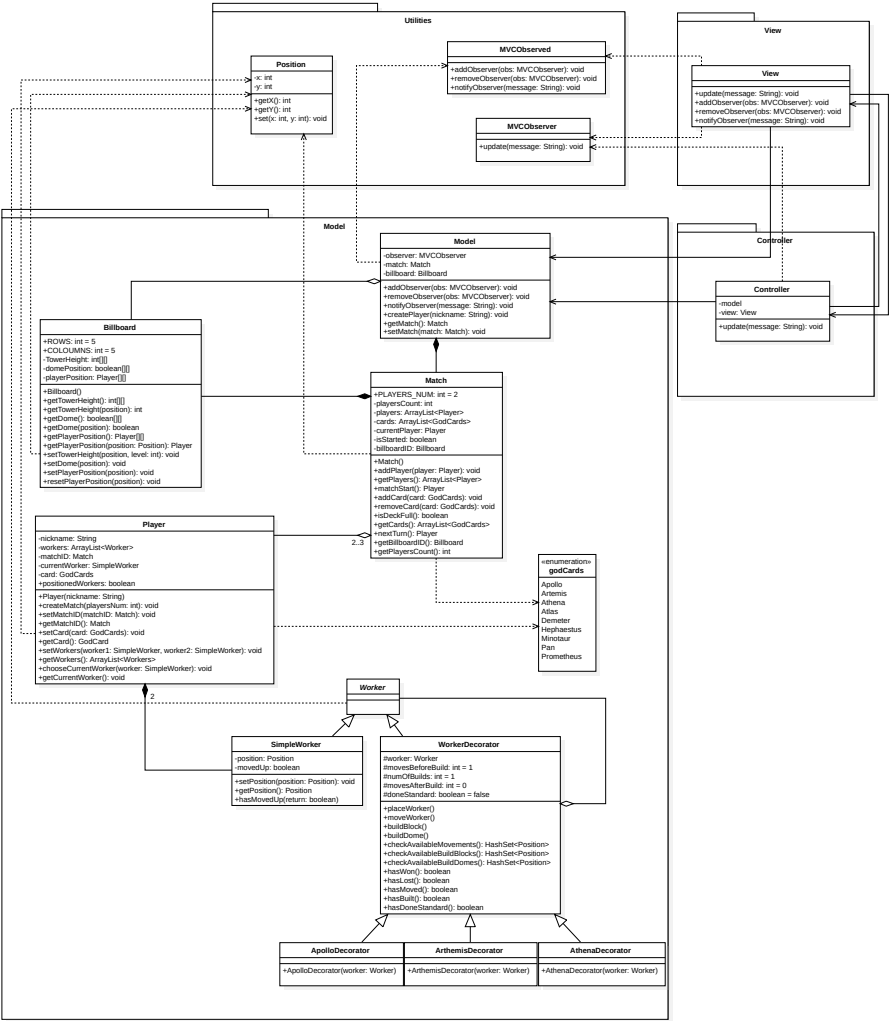 Utilities
Position
-x: int
-y: int
+getX(): int
+getY(): int
+set(x: int, y: int): void
MVCObserved
+addObserver(obs: MVCObserver): void
+removeObserver(obs: MVCObserver): void
+notifyObserver(message: String): void
MVCObserver
+update(message: String): void
View
View
+update(message: String): void
+addObserver(obs: MVCObserver): void
+removeObserver(obs: MVCObserver): void
+notifyObserver(message: String): void
Model
Model
-observer: MVCObserver
-match: Match
-billboard: Billboard
+addObserver(obs: MVCObserver): void
+removeObserver(obs: MVCObserver): void
+notifyObserver(message: String): void
+createPlayer(nickname: String): void
+getMatch(): Match
+setMatch(match: Match): void
Controller
Controller
-model
-view: View
+update(message: String): void
Billboard
+ROWS: int = 5
+COLOUMNS: int = 5
-TowerHeight: int[][]
-domePosition: boolean[][]
-playerPosition: Player[][]
+Billboard()
+getTowerHeight(): int[][]
+getTowerHeight(position): int
+getDome(): boolean[][]
+getDome(position): boolean
+getPlayerPosition(): Player[][]
+getPlayerPosition(position: Position): Player
+setTowerHeight(position, level: int): void
+setDome(position): void
+setPlayerPosition(position): void
+resetPlayerPosition(position): void
Match
+PLAYERS_NUM: int = 2
-playersCount: int
-players: ArrayList<Player>
-cards: ArrayList<GodCards>
-currentPlayer: Player
-isStarted: boolean
-billboardID: Billboard
+Match()
+addPlayer(player: Player): void
+getPlayers(): ArrayList<Player>
+matchStart(): Player
+addCard(card: GodCards): void
+removeCard(card: GodCards): void
+isDeckFull(): boolean
+getCards(): ArrayList<GodCards>
+nextTurn(): Player
+getBillboardID(): Billboard
+getPlayersCount(): int
2..3
Player
-nickname: String
-workers: ArrayList<Worker>
-matchID: Match
-currentWorker: SimpleWorker
-card: GodCards
+positionedWorkers: boolean
+Player(nickname: String)
+createMatch(playersNum: int): void
+setMatchID(matchID: Match): void
+getMatchID(): Match
+setCard(card: GodCards): void
+getCard(): GodCard
+setWorkers(worker1: SimpleWorker, worker2: SimpleWorker): void
+getWorkers(): ArrayList<Workers>
+chooseCurrentWorker(worker: SimpleWorker): void
+getCurrentWorker(): void
2
«enumeration»
godCards
Apollo
Artemis
Athena
Atlas
Demeter
Hephaestus
Minotaur
Pan
Prometheus
Worker
SimpleWorker
-position: Position
-movedUp: boolean
+setPosition(position: Position): void
+getPosition(): Position
+hasMovedUp(return: boolean)
WorkerDecorator
#worker: Worker
#movesBeforeBuild: int = 1
#numOfBuilds: int = 1
#movesAfterBuild: int = 0
#doneStandard: boolean = false
+placeWorker()
+moveWorker()
+buildBlock()
+buildDome()
+checkAvailableMovements(): HashSet<Position>
+checkAvailableBuildBlocks(): HashSet<Position>
+checkAvailableBuildDomes(): HashSet<Position>
+hasWon(): boolean
+hasLost(): boolean
+hasMoved(): boolean
+hasBuilt(): boolean
+hasDoneStandard(): boolean
ApolloDecorator
+ApolloDecorator(worker: Worker)
ArthemisDecorator
+ArthemisDecorator(worker: Worker)
AthenaDecorator
+AthenaDecorator(worker: Worker)